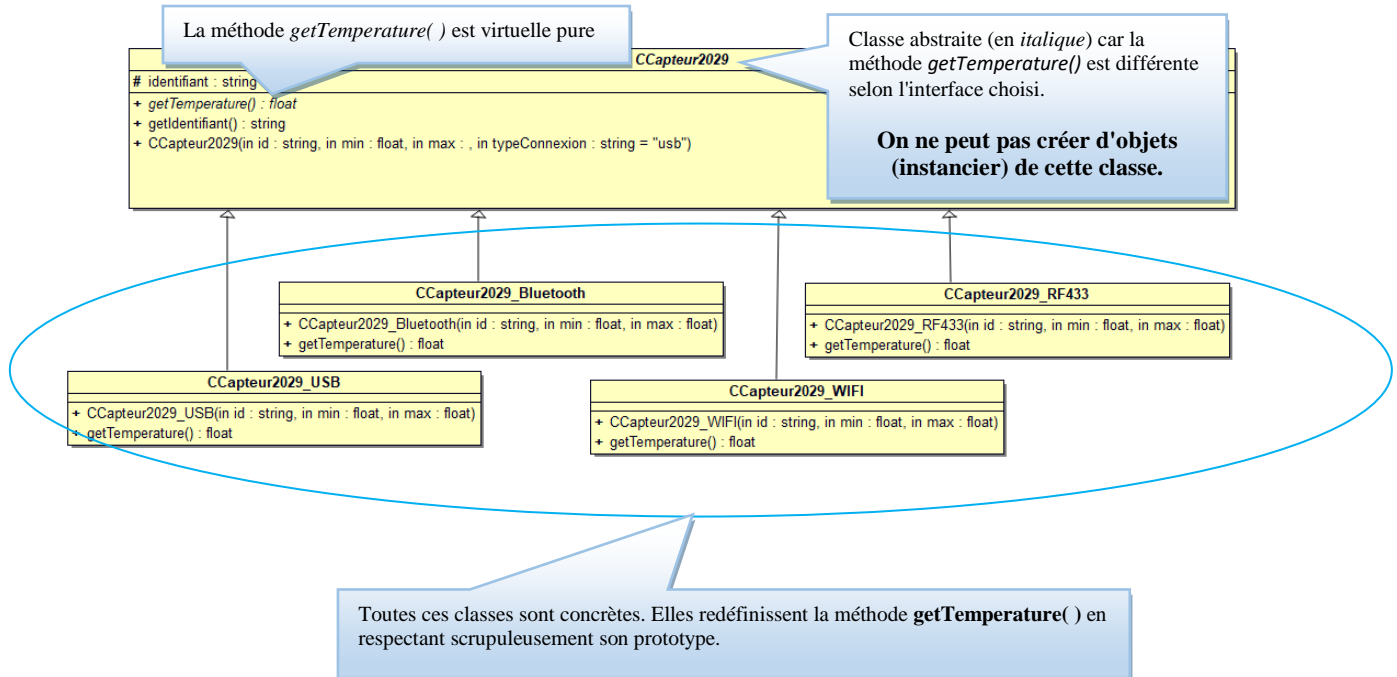 La méthode getTemperature( ) est virtuelle pure
Classe abstraite (en italique) car la
méthode getTemperature() est différente
selon l'interface choisi.
On ne peut pas créer d'objets
(instancier) de cette classe.
CCapteur2029
# identifiant : string
+ getTemperature() : float
+ getIdentifiant() : string
+ CCapteur2029(in id : string, in min : float, in max : , in typeConnexion : string = "usb")
CCapteur2029_Bluetooth
+ CCapteur2029_Bluetooth(in id : string, in min : float, in max : float)
+ getTemperature() : float
CCapteur2029_RF433
+ CCapteur2029_RF433(in id : string, in min : float, in max : float)
+ getTemperature() : float
CCapteur2029_USB
+ CCapteur2029_USB(in id : string, in min : float, in max : float)
+ getTemperature() : float
CCapteur2029_WIFI
+ CCapteur2029_WIFI(in id : string, in min : float, in max : float)
+ getTemperature() : float
Toutes ces classes sont concrètes. Elles redéfinissent la méthode getTemperature( ) en
respectant scrupuleusement son prototype.